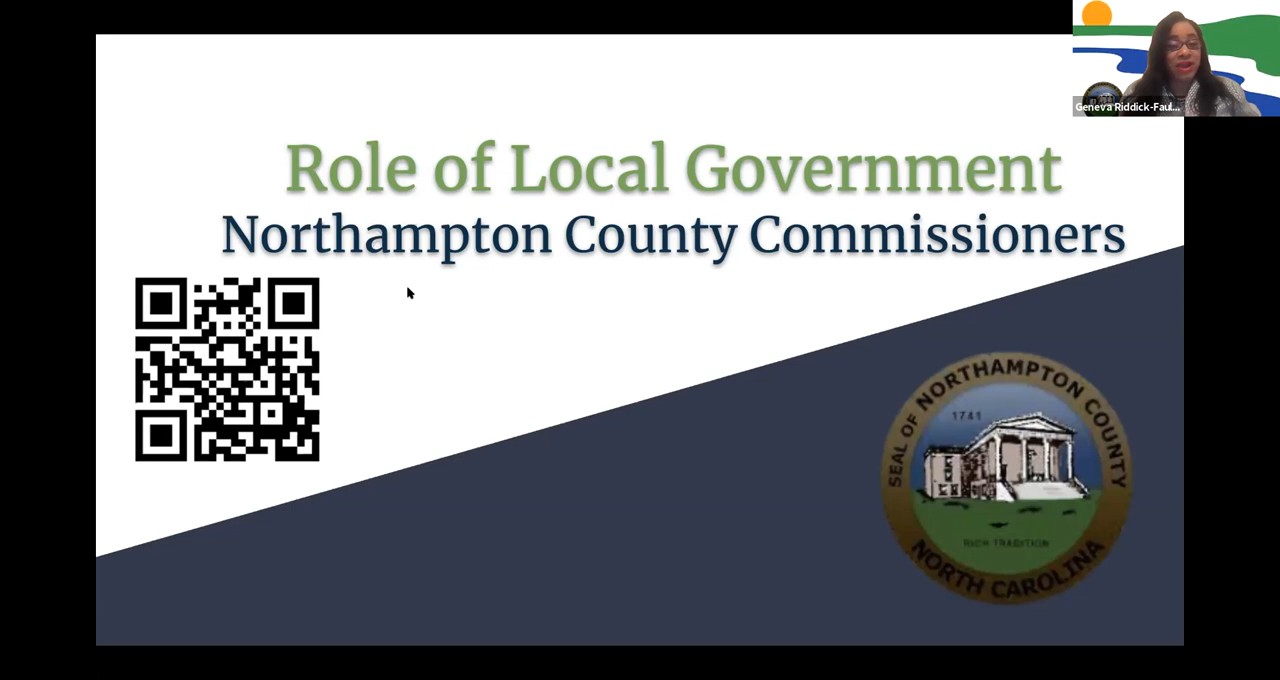 Geneva Riddick-Faul...
Role of Local Government
Northampton County Commissioners
SEAL OF NORTHAMPTON COUNTY
1741
RICH TRADITION
NORTH CAROLINA